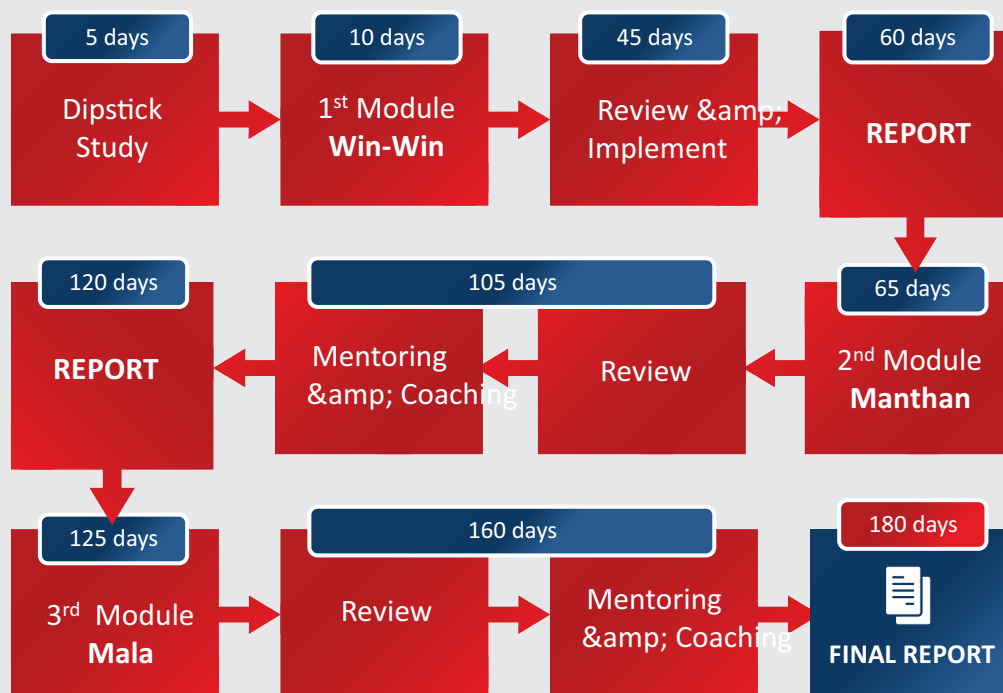 5 days
Dipstick
Study
10 days
1st Module
Win-Win
45 days
Review &amp;
Implement
60 days
REPORT
65 days
2nd Module
Manthan
105 days
Review
Mentoring
&amp; Coaching
120 days
REPORT
125 days
3rd Module
Mala
160 days
Review
Mentoring
&amp; Coaching
180 days
FINAL REPORT